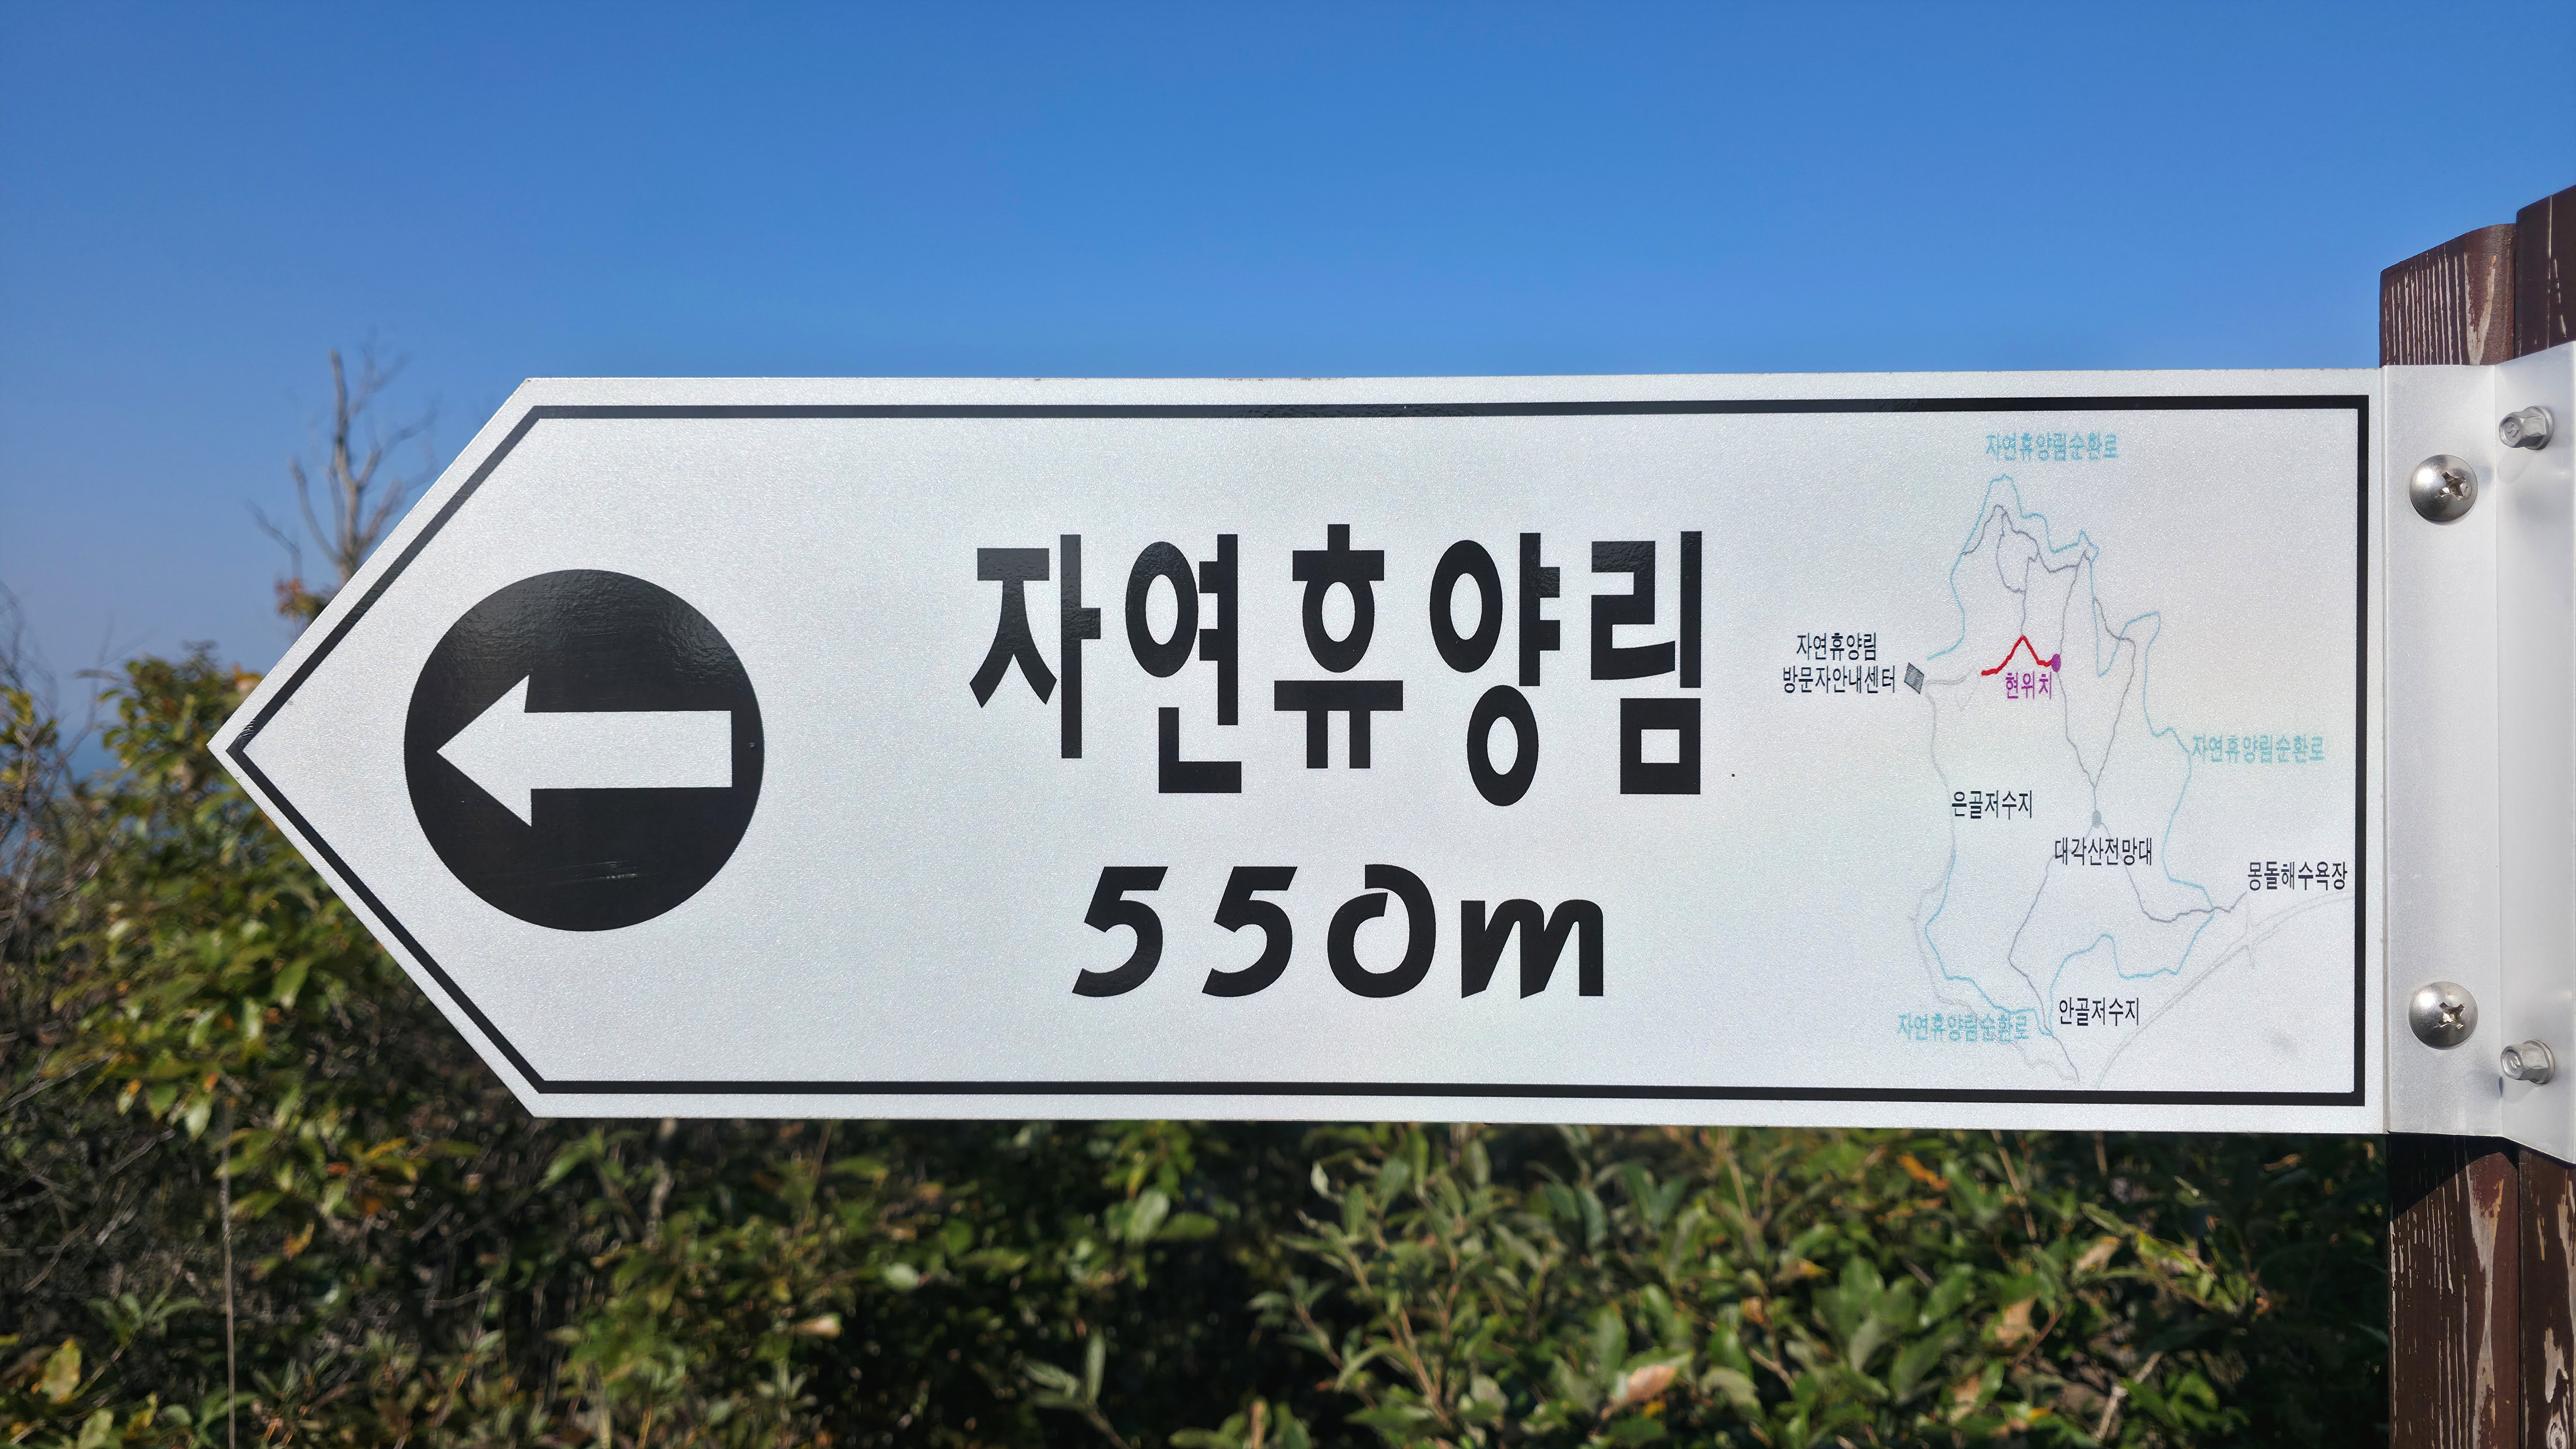 자연휴양림
550m
자연휴양림순환로
자연휴양림
방문자안내센터
현위치
자연휴양림순환로
은골저수지
대각산전망대
몽돌해수욕장
안골저수지
자연휴양림순환로